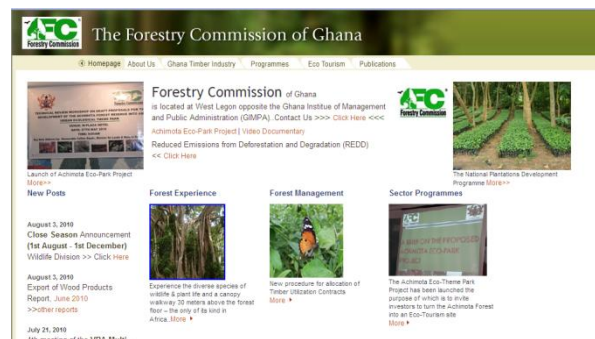 FC
Forestry Commission
The Forestry Commission of Ghana
Homepage
About Us
Ghana Timber Industry
Programmes
Eco Tourism
Publications
Launch of Achimota Eco-Park Project
More>>
Forestry Commission of Ghana
is located at West Legon opposite the Ghana Institue of Management
and Public Administration (GIMPA). Contact Us >>> Click Here <<<
Achimota Eco-Park Project | Video Documentary
Reduced Emissions from Deforestation and Degradation (REDD)
<< Click Here
FC
Forestry Commission
The National Plantations Development
Programme More>>
New Posts
August 3, 2010
Close Season Announcement
(1st August - 1st December)
Wildlife Division >> Click Here
August 3, 2010
Export of Wood Products
Report, June 2010
>>other reports
July 21, 2010
Forest Experience
Experience the diverse species of
wildlife & plant life and a canopy
walkway 30 meters above the forest
floor – the only of its kind in
Africa. More
Forest Management
New procedure for allocation of
Timber Utilization Contracts
More
Sector Programmes
A MAP ON THE PROPOSED
ACHIMOTA ECO-PARK
PROJECT
The Achimota Eco-Theme Park
Project has been launched the
purpose of which is to invite
investors to turn the Achimota Forest
into an Eco-Tourism site
More